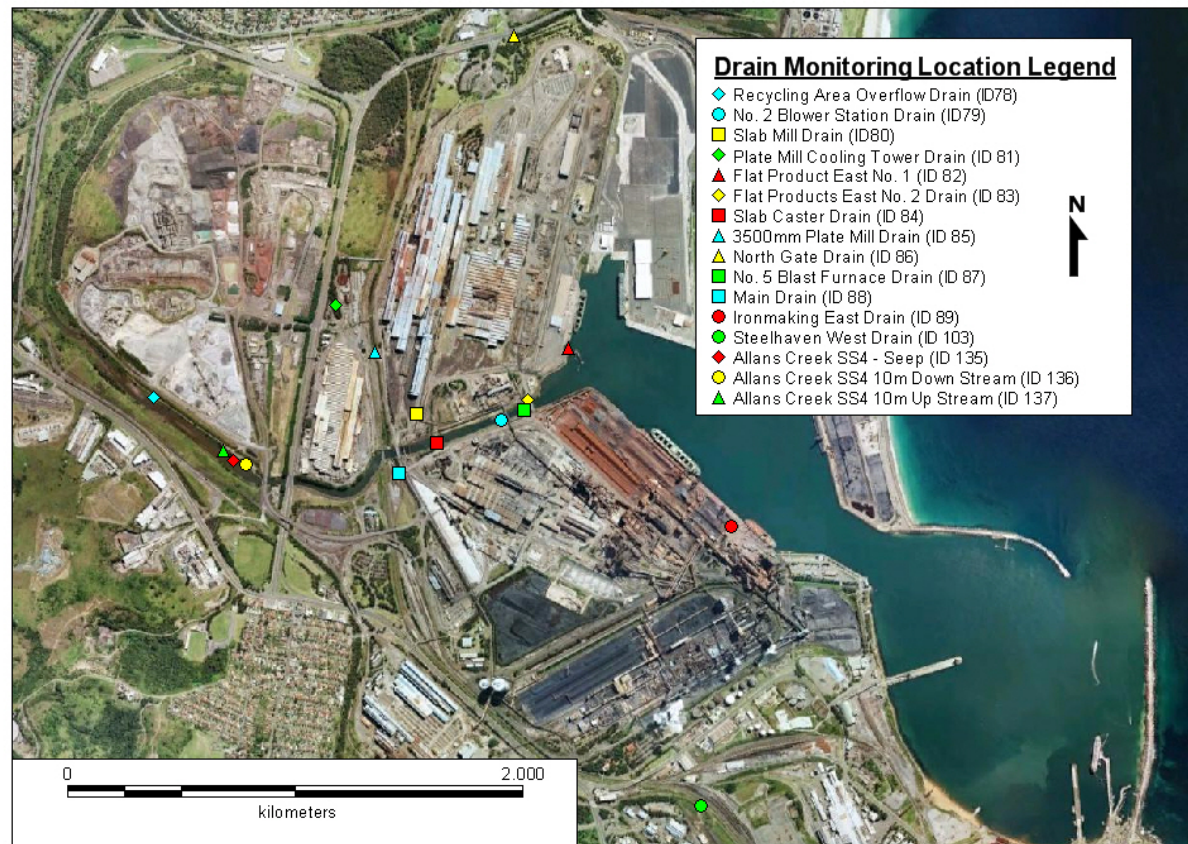 Drain Monitoring Location Legend
Recycling Area Overflow Drain (ID78)
No. 2 Blower Station Drain (ID79)
Slab Mill Drain (ID80)
Plate Mill Cooling Tower Drain (ID 81)
Flat Product East No. 1 (ID 82)
Flat Products East No. 2 Drain (ID 83)
Slab Caster Drain (ID 84)
3500mm Plate Mill Drain (ID 85)
North Gate Drain (ID 86)
No. 5 Blast Furnace Drain (ID 87)
Main Drain (ID 88)
Ironmaking East Drain (ID 89)
Steelhaven West Drain (ID 103)
Allans Creek SS4 - Seep (ID 135)
Allans Creek SS4 10m Down Stream (ID 136)
Allans Creek SS4 10m Up Stream (ID 137)
N
0 2.000
kilometers